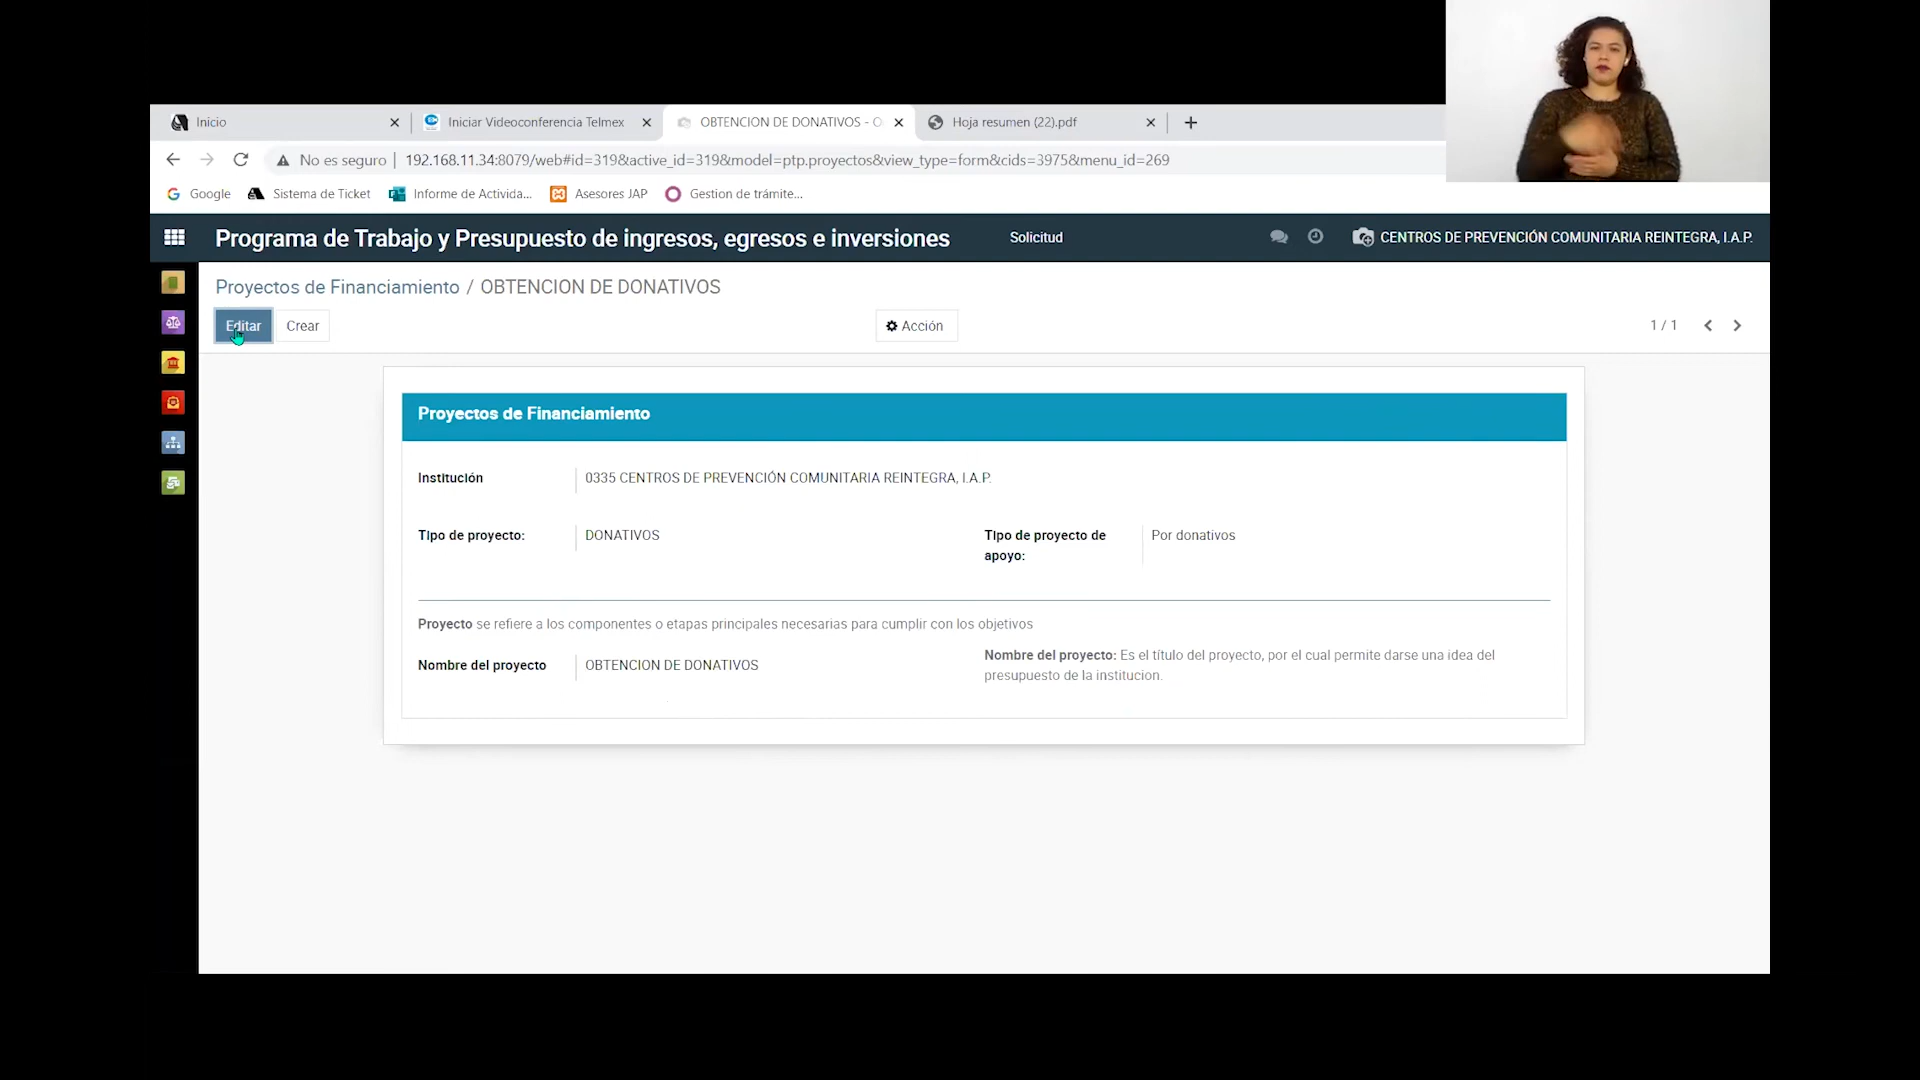 Inicio
Iniciar Videoconferencia Telmex
OBTENCION DE DONATIVOS - O
Hoja resumen (22).pdf
No es seguro
192.168.11.34:8079/web#id=319&active_id=319&model=ptp.proyectos&view_type=form&cids=3975&menu_id=269
Google
Sistema de Ticket
Informe de Activida...
Asesores JAP
Gestion de trámite...
Programa de Trabajo y Presupuesto de ingresos, egresos e inversiones
Solicitud
CENTROS DE PREVENCIÓN COMUNITARIA REINTEGRA, I.A.P.
Proyectos de Financiamiento / OBTENCION DE DONATIVOS
Editar
Crear
Acción
1 / 1
Proyectos de Financiamiento
Institución
0335 CENTROS DE PREVENCIÓN COMUNITARIA REINTEGRA, I.A.P.
Tipo de proyecto:
DONATIVOS
Tipo de proyecto de
apoyo:
Por donativos
Proyecto se refiere a los componentes o etapas principales necesarias para cumplir con los objetivos
Nombre del proyecto
OBTENCION DE DONATIVOS
Nombre del proyecto: Es el título del proyecto, por el cual permite darse una idea del
presupuesto de la institucion.